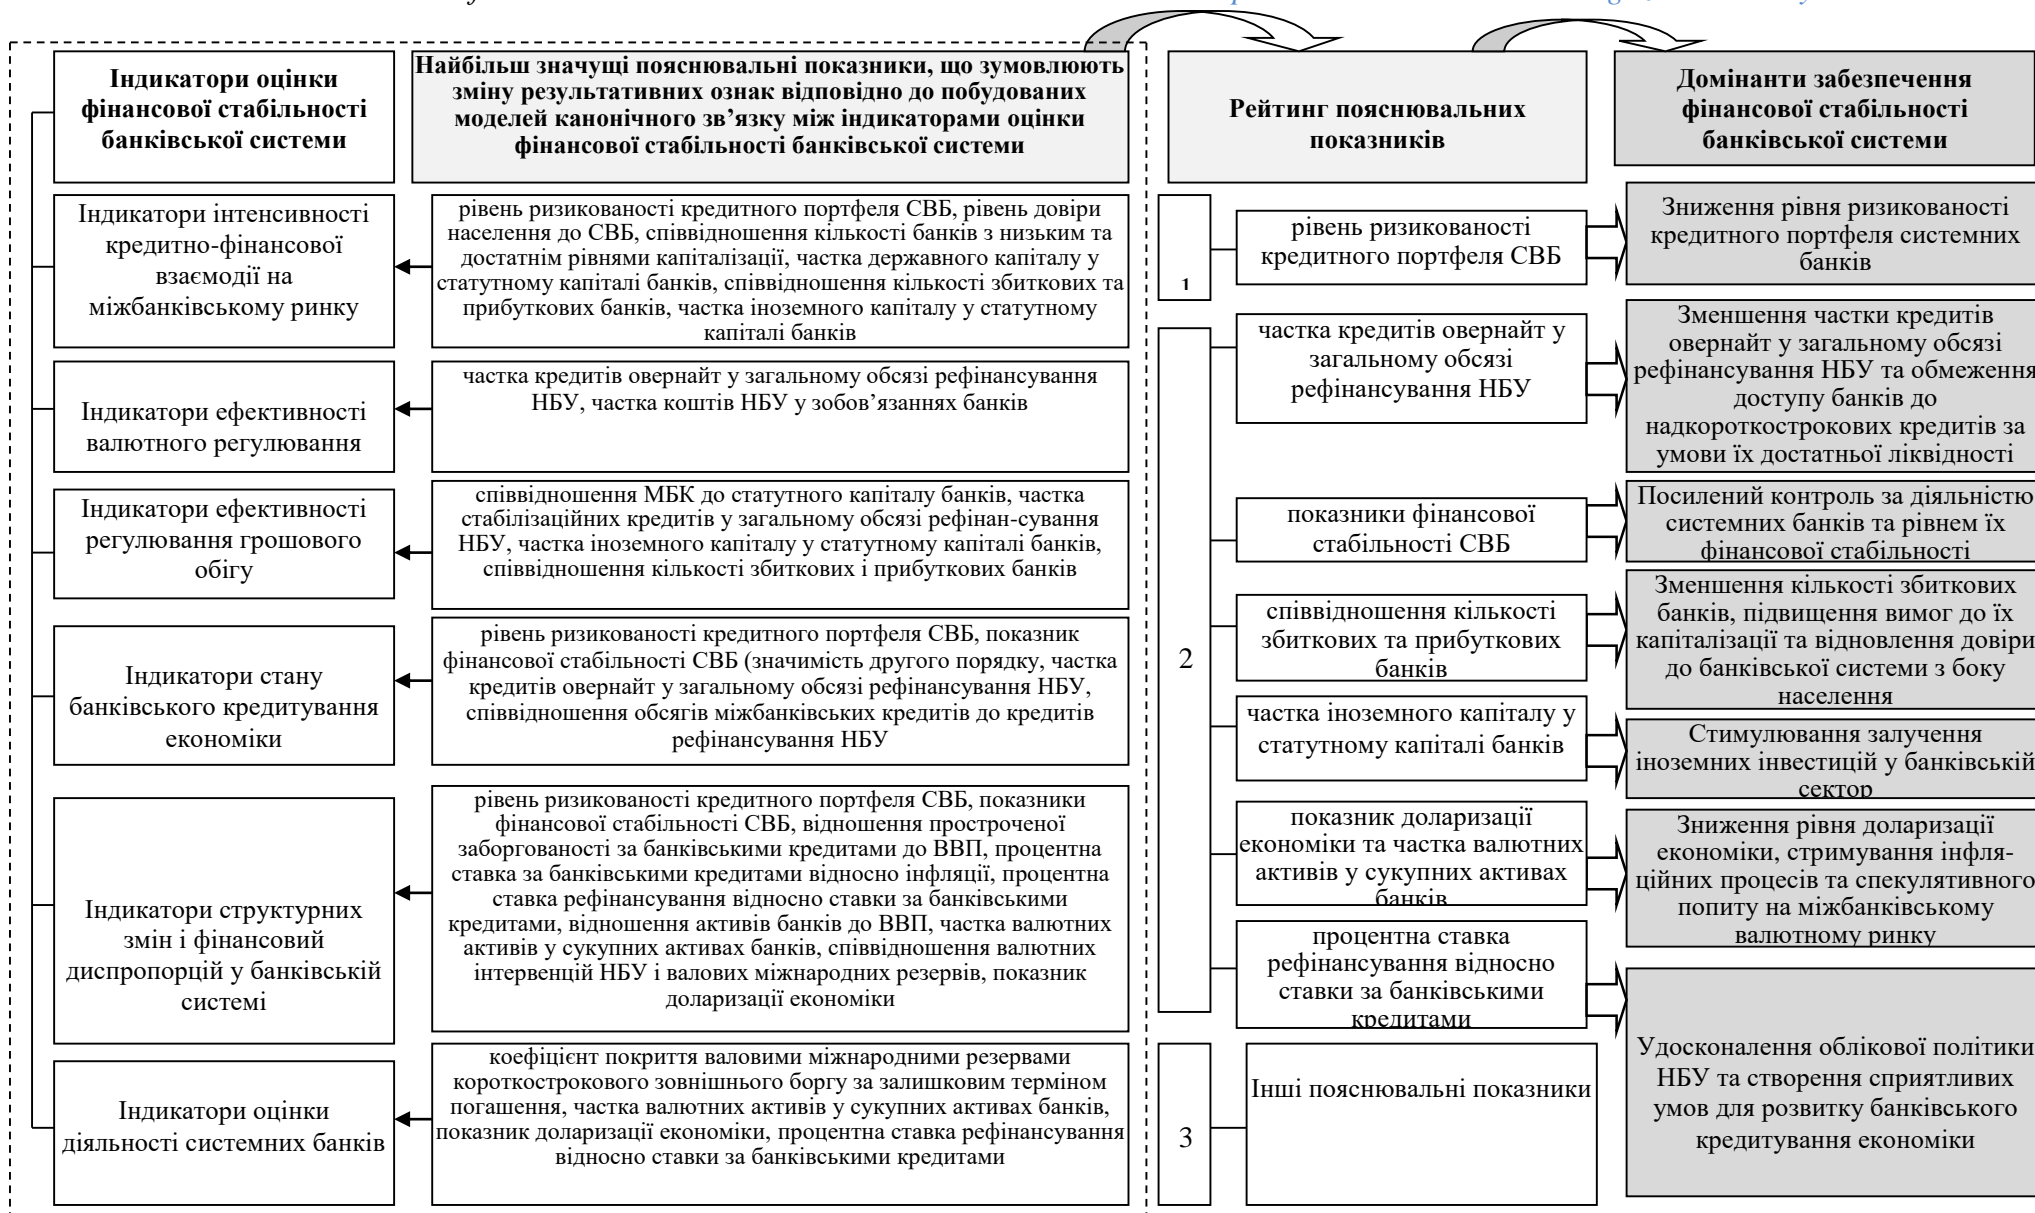 Індикатори оцінки
фінансової стабільності
банківської системи
Найбільш значущі пояснювальні показники, що зумовлюють
зміну результативних ознак відповідно до побудованих
моделей канонічного зв’язку між індикаторами оцінки
фінансової стабільності банківської системи
Рейтинг пояснювальних
показників
Домінанти забезпечення
фінансової стабільності
банківської системи
Індикатори інтенсивності
кредитно-фінансової
взаємодії на
міжбанківському ринку
рівень ризикованості кредитного портфеля СВБ, рівень довіри
населення до СВБ, співвідношення кількості банків з низьким та
достатнім рівнями капіталізації, частка державного капіталу у
статутному капіталі банків, співвідношення кількості збиткових та
прибуткових банків, частка іноземного капіталу у статутному
капіталі банків
Індикатори ефективності
валютного регулювання
частка кредитів овернайт у загальному обсязі рефінансування
НБУ, частка коштів НБУ у зобов’язаннях банків
Індикатори ефективності
регулювання грошового
обігу
співвідношення МБК до статутного капіталу банків, частка
стабілізаційних кредитів у загальному обсязі рефінан-сування
НБУ, частка іноземного капіталу у статутному капіталі банків,
співвідношення кількості збиткових і прибуткових банків
Індикатори стану
банківського кредитування
економіки
рівень ризикованості кредитного портфеля СВБ, показник
фінансової стабільності СВБ (значимість другого порядку, частка
кредитів овернайт у загальному обсязі рефінансування НБУ,
співвідношення обсягів міжбанківських кредитів до кредитів
рефінансування НБУ
Індикатори структурних
змін і фінансовий
диспропорцій у банківській
системі
рівень ризикованості кредитного портфеля СВБ, показники
фінансової стабільності СВБ, відношення простроченої
заборгованості за банківськими кредитами до ВВП, процентна
ставка за банківськими кредитами відносно інфляції, процентна
ставка рефінансування відносно ставки за банківськими
кредитами, відношення активів банків до ВВП, частка валютних
активів у сукупних активах банків, співвідношення валютних
інтервенцій НБУ і валових міжнародних резервів, показник
доларизації економіки
Індикатори оцінки
діяльності системних банків
коефіцієнт покриття валовими міжнародними резервами
короткострокового зовнішнього боргу за залишковим терміном
погашення, частка валютних активів у сукупних активах банків,
показник доларизації економіки, процентна ставка рефінансування
відносно ставки за банківськими кредитами
1
рівень ризикованості
кредитного портфеля СВБ
Зниження рівня ризикованості
кредитного портфеля системних
банків
2
частка кредитів овернайт у
загальному обсязі
рефінансування НБУ
Зменшення частки кредитів
овернайт у загальному обсязі
рефінансування НБУ та обмеження
доступу банків до
надкороткострокових кредитів за
умови їх достатньої ліквідності
показники фінансової
стабільності СВБ
Посилений контроль за діяльністю
системних банків та рівнем їх
фінансової стабільності
співвідношення кількості
збиткових та прибуткових
банків
Зменшення кількості збиткових
банків, підвищення вимог до їх
капіталізації та відновлення довіри
до банківської системи з боку
населення
частка іноземного капіталу у
статутному капіталі банків
Стимулювання залучення
іноземних інвестицій у банківській
сектор
показник доларизації
економіки та частка валютних
активів у сукупних активах
банків
Зниження рівня доларизації
економіки, стримування інфля-
ційних процесів та спекулятивного
попиту на міжбанківському
валютному ринку
процентна ставка
рефінансування відносно
ставки за банківськими
кредитами
Удосконалення облікової політики
НБУ та створення сприятливих
умов для розвитку банківського
кредитування економіки
3
Інші пояснювальні показники